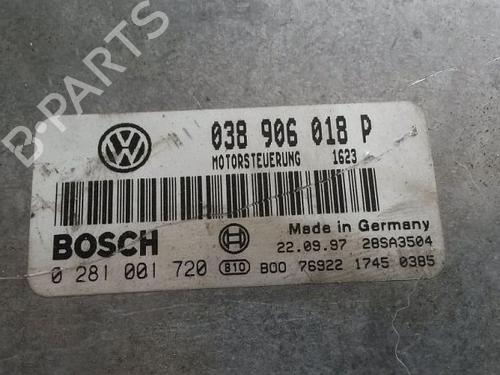 B-PARTS
038 906 018 P
MOTORSTEUERUNG 1623
BOSCH
Made in Germany
22.09.97 28SA3504
0 281 001 720 B10 B00 76922 1745 0385